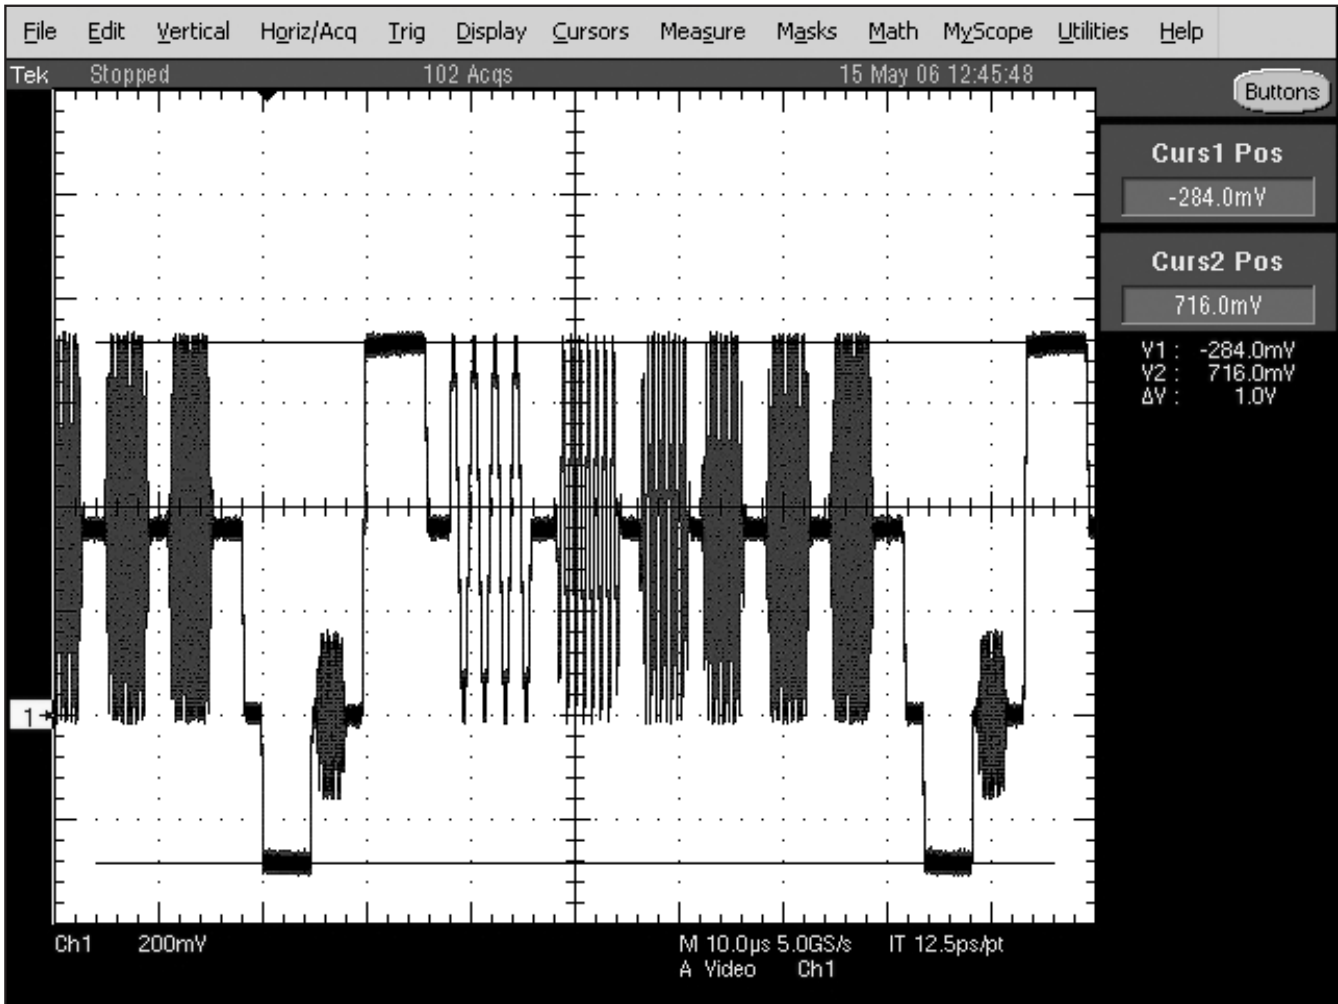 File Edit Vertical Horiz/Acq Trig Display Cursors Measure Masks Math MyScope Utilities Help
Tek Stopped 102 Acqs 15 May 06 12:45:48
Buttons
Curs1 Pos
-284.0mV
Curs2 Pos
716.0mV
V1 : -284.0mV
V2 : 716.0mV
ΔV : 1.0V
1
Ch1 200mV M 10.0µs 5.0GS/s IT 12.5ps/pt
A Video Ch1